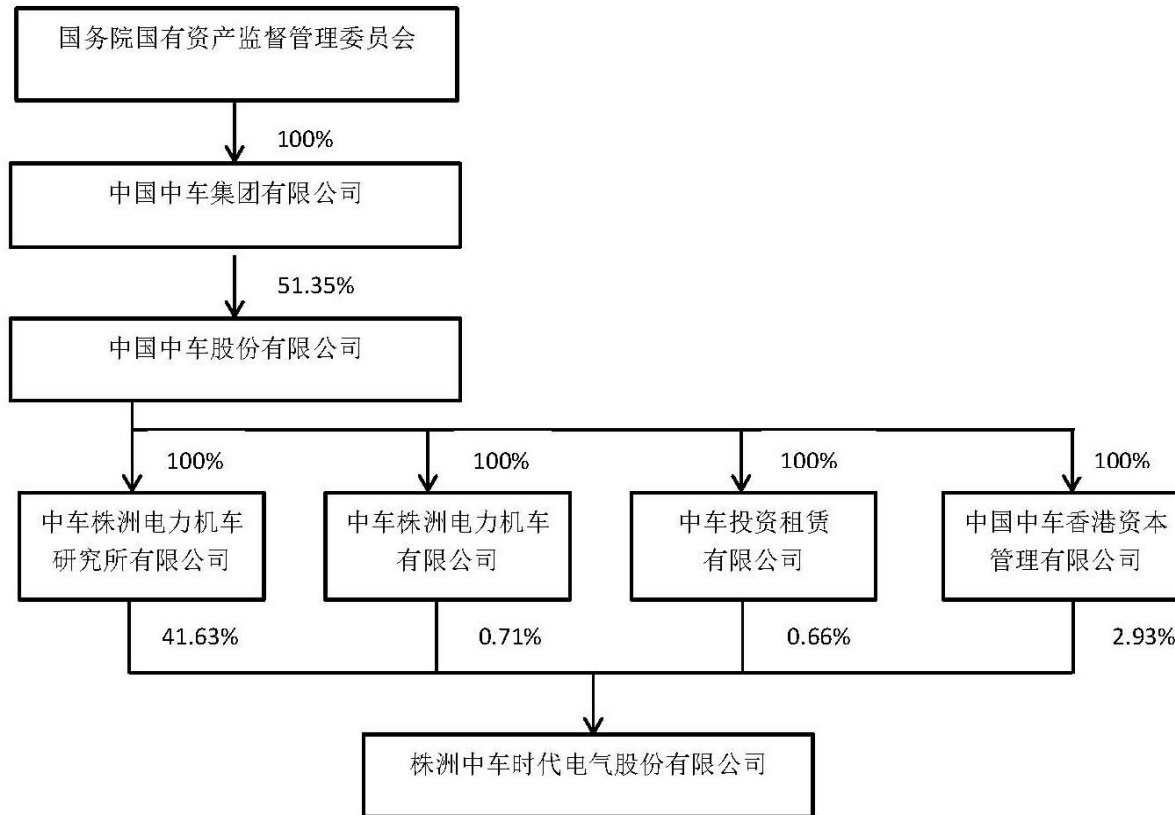 国务院国有资产监督管理委员会
100%
中国中车集团有限公司
51.35%
中国中车股份有限公司
100%
100%
100%
100%
中车株洲电力机车
研究所有限公司
中车株洲电力机车
有限公司
中车投资租赁
有限公司
中国中车香港资本
管理有限公司
41.63%
0.71%
0.66%
2.93%
株洲中车时代电气股份有限公司